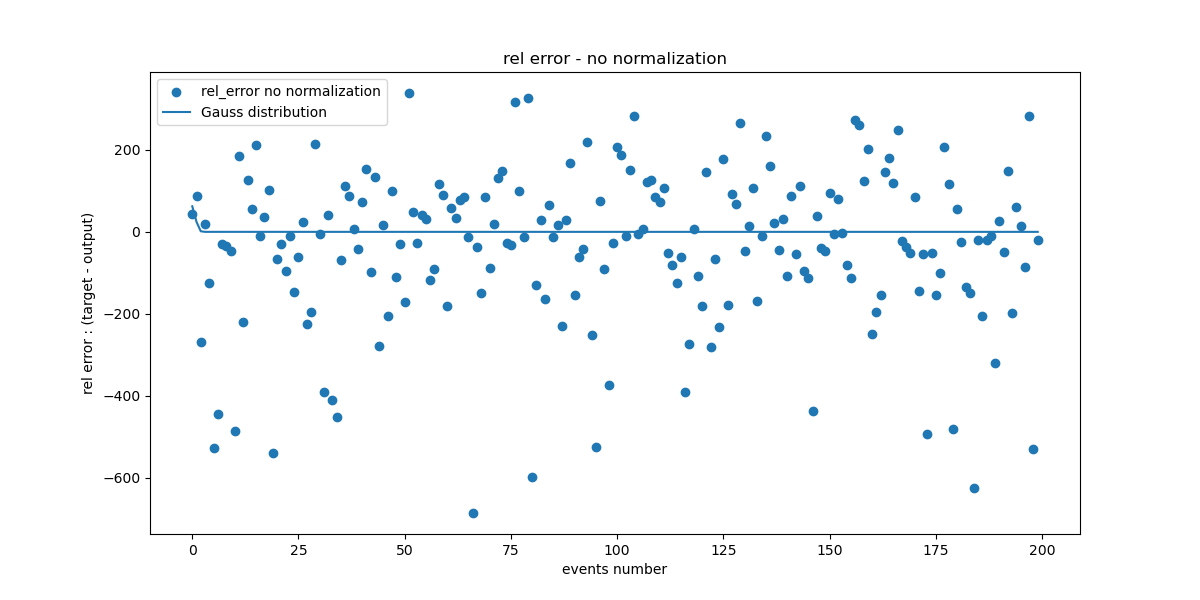 rel error - no normalization
rel_error no normalization
Gauss distribution
rel error : (target - output)
200
0
−200
−400
−600
0 25 50 75 100 125 150 175 200
events number